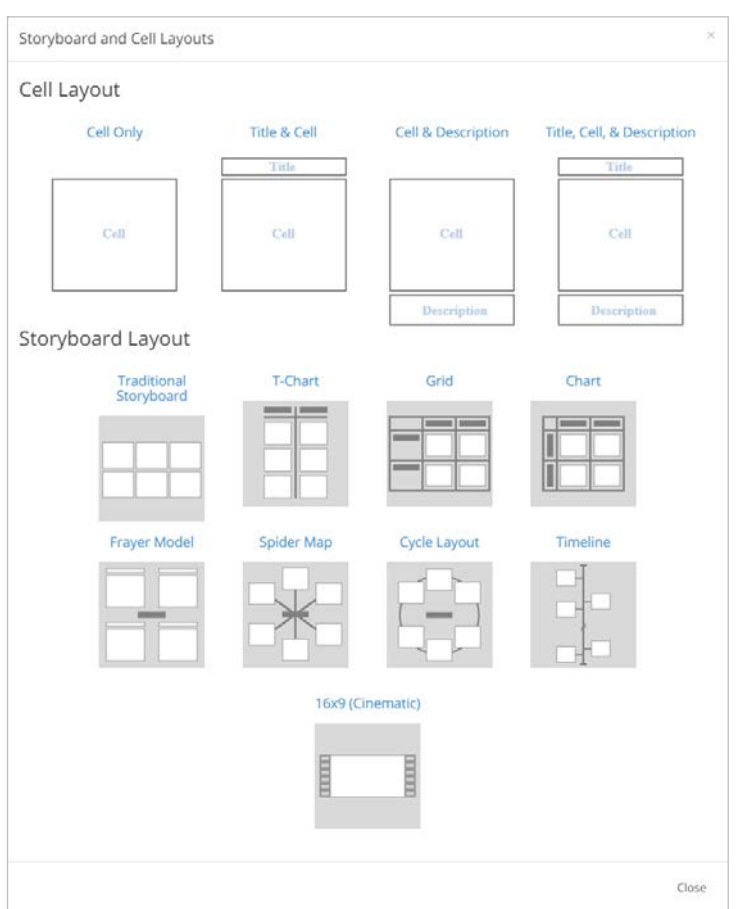 Storyboard and Cell Layouts
×
Cell Layout
Cell Only
Title & Cell
Cell & Description
Title, Cell, & Description
Title
Title
Cell
Cell
Cell
Cell
Description
Description
Storyboard Layout
Traditional
Storyboard
T-Chart
Grid
Chart
Frayer Model
Spider Map
Cycle Layout
Timeline
16x9 (Cinematic)
Close